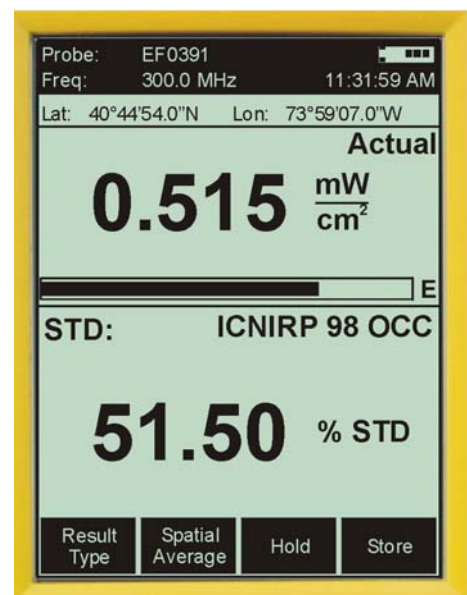 Probe: EF0391
Freq: 300.0 MHz 11:31:59 AM
Lat: 40°44'54.0"N Lon: 73°59'07.0"W
Actual
0.515 mW/cm²
E
STD: ICNIRP 98 OCC
51.50 % STD
Result Type
Spatial Average
Hold
Store